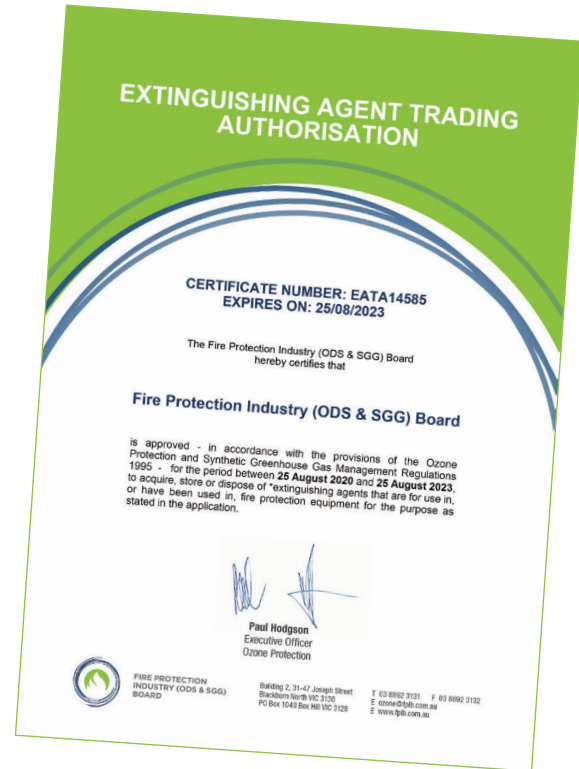 EXTINGUISHING AGENT TRADING
AUTHORISATION
CERTIFICATE NUMBER: EATA14585
EXPIRES ON: 25/08/2023
The Fire Protection Industry (ODS & SGG) Board
hereby certifies that
Fire Protection Industry (ODS & SGG) Board
is approved - in accordance with the provisions of the Ozone
Protection and Synthetic Greenhouse Gas Management Regulations
1995 - for the period between 25 August 2020 and 25 August 2023,
to acquire, store or dispose of *extinguishing agents that are for use in,
or have been used in, fire protection equipment for the purpose as
stated in the application.
Paul Hodgson
Executive Officer
Ozone Protection
FIRE PROTECTION
INDUSTRY (ODS & SGG)
BOARD
Building 2, 31-47 Joseph Street
Blackburn North VIC 3130
PO Box 1049 Box Hill VIC 3128
T 03 8892 3131 F 03 8892 3132
E ozone@fpib.com.au
E www.fpib.com.au